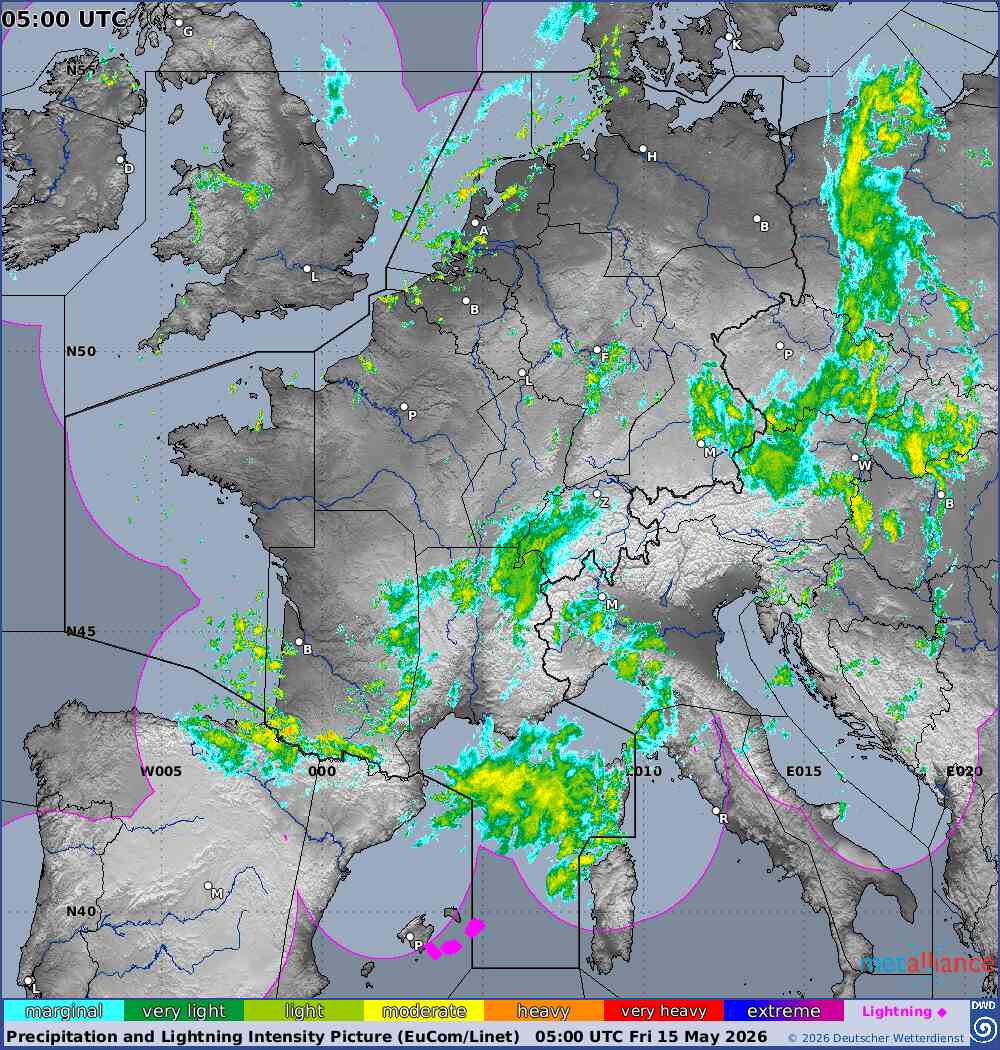 05:00 UTC
G
K
N55
D
H
A
B
B
L
B
N50
P
F
L
P
M
W
Z
B
M
N45
B
W005
000
E010
E015
E020
R
M
N40
P
L
metalliance
marginal very light light moderate heavy very heavy extreme Lightning ◆
DWD
Precipitation and Lightning Intensity Picture (EuCom/Linet) 05:00 UTC Fri 15 May 2026 © 2026 Deutscher Wetterdienst